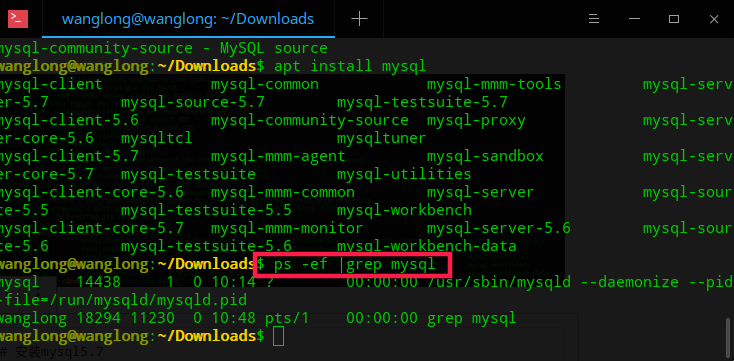 wanglong@wanglong: ~/Downloads
mysql-community-source - MySQL source
wanglong@wanglong:~/Downloads$ apt install mysql
mysql-client mysql-common mysql-mmm-tools mysql-serv
er-5.7 mysql-source-5.7 mysql-testsuite-5.7
mysql-client-5.6 mysql-community-source mysql-proxy mysql-serv
er-core-5.6 mysqltcl mysqltuner
mysql-client-5.7 mysql-mmm-agent mysql-sandbox mysql-serv
er-core-5.7 mysql-testsuite mysql-utilities
mysql-client-core-5.6 mysql-mmm-common mysql-server mysql-sour
ce-5.5 mysql-testsuite-5.5 mysql-workbench
mysql-client-core-5.7 mysql-mmm-monitor mysql-server-5.6 mysql-sour
ce-5.6 mysql-testsuite-5.6 mysql-workbench-data
wanglong@wanglong:~/Downloads$ ps -ef |grep mysql
mysql 14438 1 0 10:14 ? 00:00:00 /usr/sbin/mysqld --daemonize --pid
-file=/run/mysqld/mysqld.pid
wanglong 18294 11230 0 10:48 pts/1 00:00:00 grep mysql
wanglong@wanglong:~/Downloads$
# 安装mysql5.7